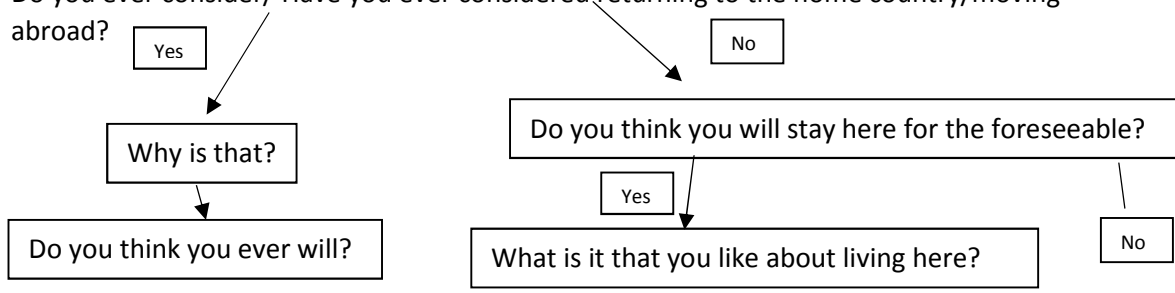 Do you ever consider/ Have you ever considered returning to the home country/moving
abroad?
Yes
No
Why is that?
Do you think you will stay here for the foreseeable?
Yes
No
Do you think you ever will?
What is it that you like about living here?